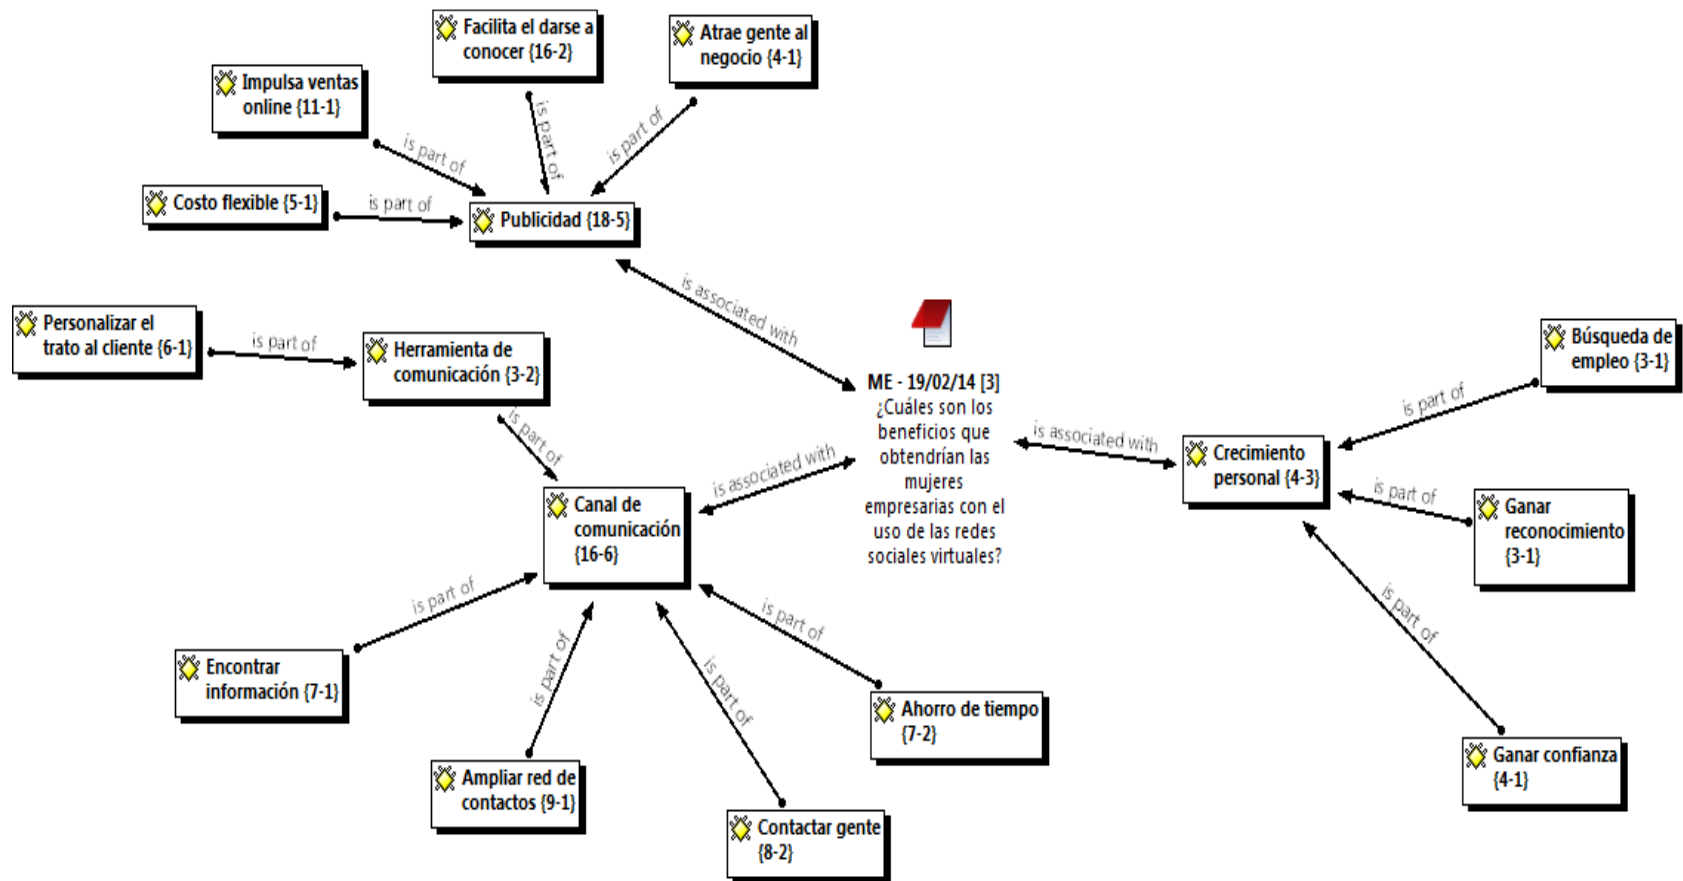 Facilita el darse a
conocer {16-2}
is part of
Atrae gente al
negocio {4-1}
is part of
Impulsa ventas
online {11-1}
is part of
Costo flexible {5-1}
is part of
Publicidad {18-5}
is associated with
Personalizar el
trato al cliente {6-1}
is part of
Herramienta de
comunicación {3-2}
is part of
ME - 19/02/14 [3]
¿Cuáles son los
beneficios que
obtendrían las
mujeres
empresarias con el
uso de las redes
sociales virtuales?
is associated with
Canal de
comunicación
{16-6}
is associated with
Crecimiento
personal {4-3}
Búsqueda de
empleo {3-1}
is part of
Ganar
reconocimiento
{3-1}
is part of
Ganar confianza
{4-1}
is part of
Encontrar
información {7-1}
is part of
Ampliar red de
contactos {9-1}
is part of
Contactar gente
{8-2}
is part of
Ahorro de tiempo
{7-2}
is part of